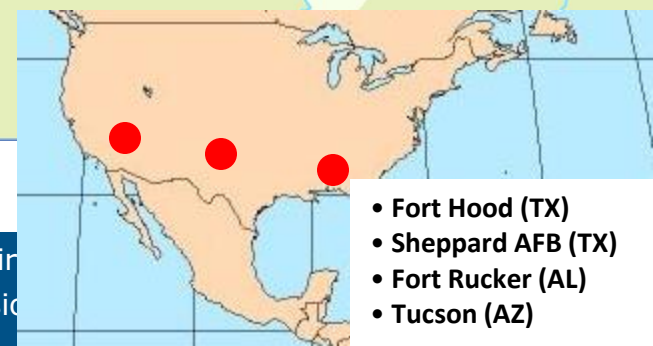 • Fort Hood (TX)
• Sheppard AFB (TX)
• Fort Rucker (AL)
• Tucson (AZ)